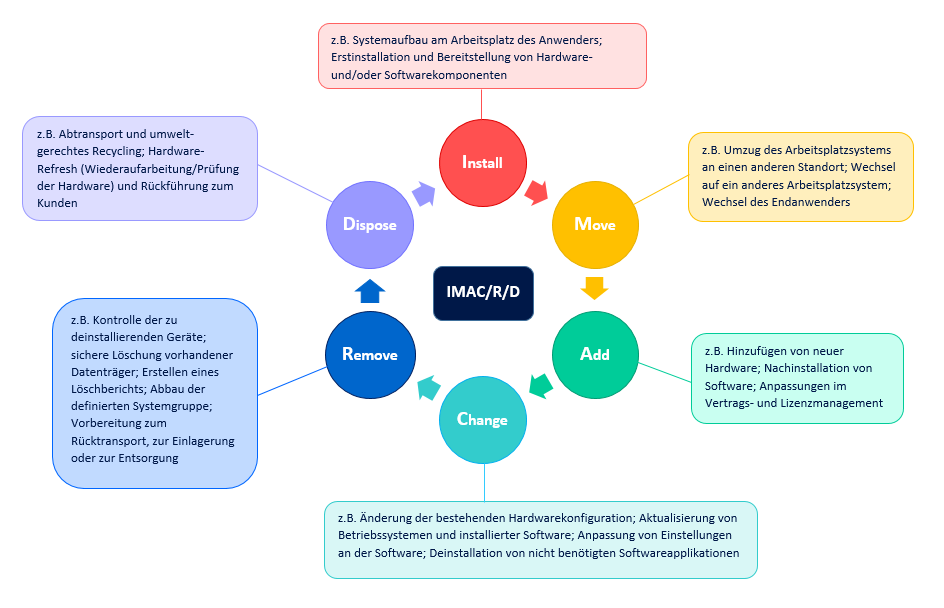 z.B. Systemaufbau am Arbeitsplatz des Anwenders;
Erstinstallation und Bereitstellung von Hardware-
und/oder Softwarekomponenten
Install
z.B. Umzug des Arbeitsplatzsystems
an einen anderen Standort; Wechsel
auf ein anderes Arbeitsplatzsystem;
Wechsel des Endanwenders
Move
z.B. Hinzufügen von neuer
Hardware; Nachinstallation von
Software; Anpassungen im
Vertrags- und Lizenzmanagement
Add
z.B. Änderung der bestehenden Hardwarekonfiguration; Aktualisierung von
Betriebssystemen und installierter Software; Anpassung von Einstellungen
an der Software; Deinstallation von nicht benötigten Softwareapplikationen
Change
z.B. Kontrolle der zu
deinstallierenden Geräte;
sichere Löschung vorhandener
Datenträger; Erstellen eines
Löschberichts; Abbau der
definierten Systemgruppe;
Vorbereitung zum
Rücktransport, zur Einlagerung
oder zur Entsorgung
Remove
z.B. Abtransport und umwelt-
gerechtes Recycling; Hardware-
Refresh (Wiederaufarbeitung/Prüfung
der Hardware) und Rückführung zum
Kunden
Dispose
IMAC/R/D